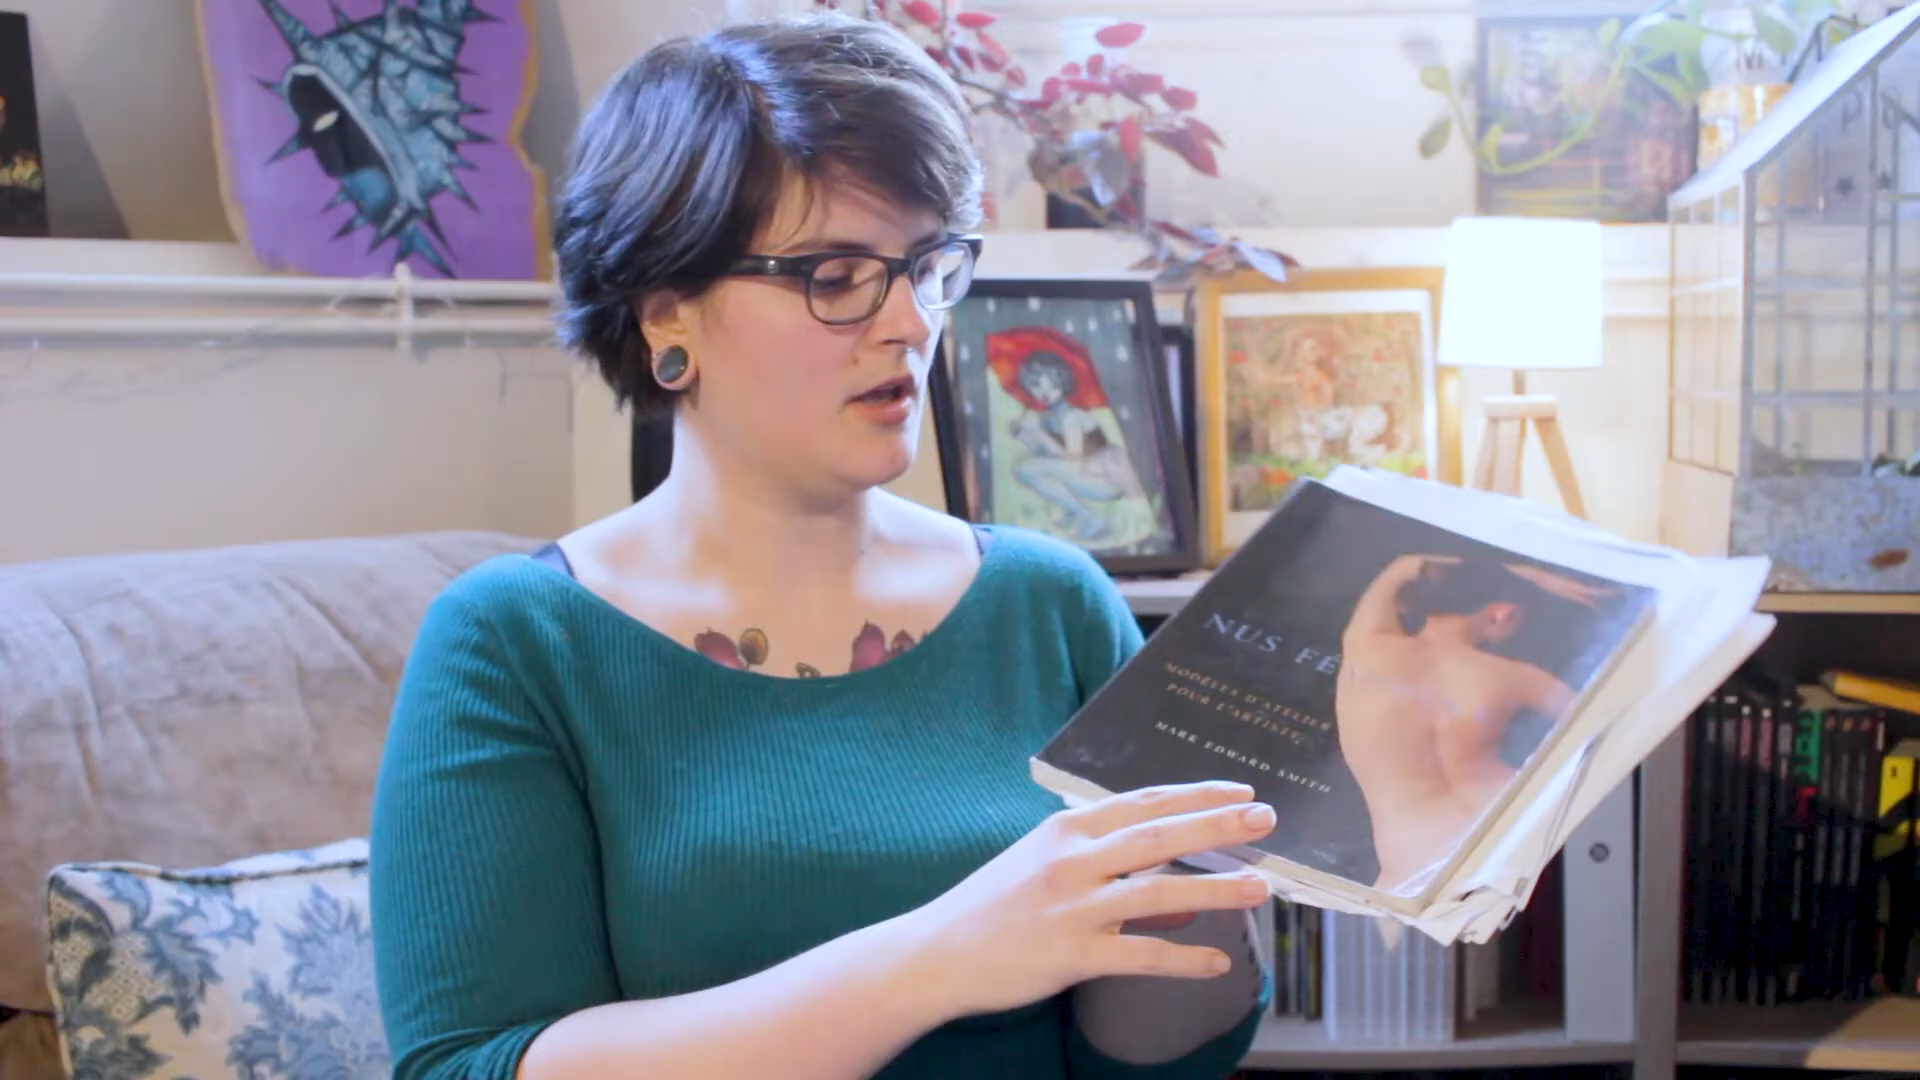 NUS FÉ
MODÈLES D'ATELIER
POUR L'ARTISTE
MARK EDWARD SMITH